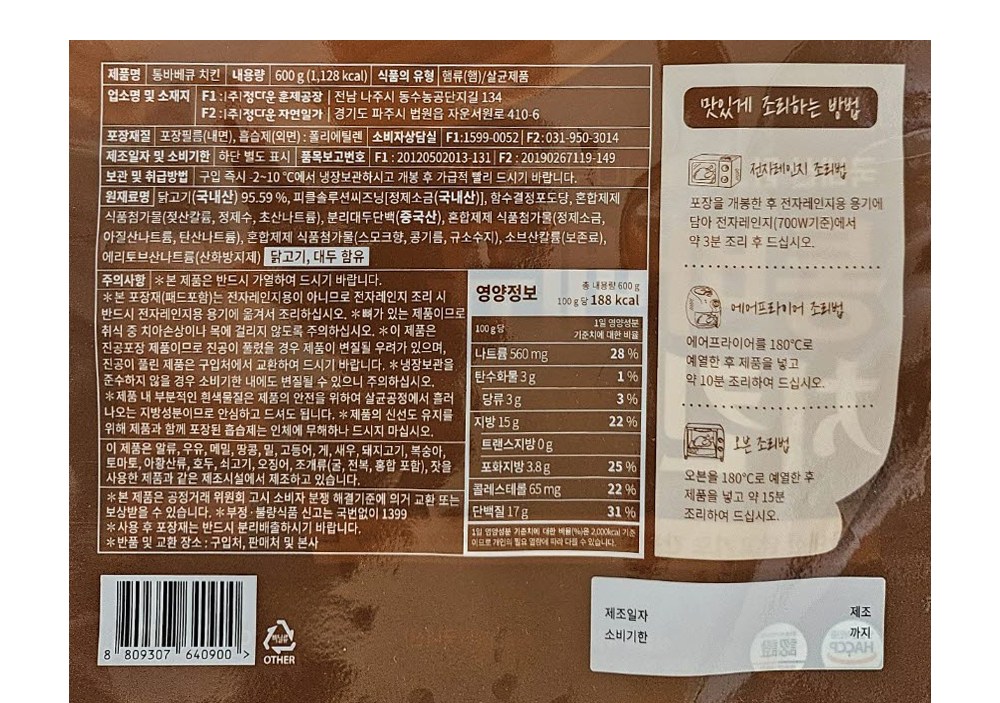 제품명 통바베큐 치킨 내용량 600 g (1,128 kcal) 식품의 유형 햄류(햄)/살균제품
업소명 및 소재지 F1 : (주)정다운 훈제공장 전남 나주시 동수농공단지길 134
F2 : (주)정다운 자연일가 경기도 파주시 법원읍 자운서원로 410-6
포장재질 포장필름(내면), 흡습제(외면) : 폴리에틸렌 소비자상담실 F1:1599-0052 F2:031-950-3014
제조일자 및 소비기한 하단 별도 표시 품목보고번호 F1 : 20120502013-131 F2 : 20190267119-149
보관 및 취급방법 구입 즉시 -2~10 ℃에서 냉장보관하시고 개봉 후 가급적 빨리 드시기 바랍니다.
원재료명 닭고기(국내산) 95.59 %, 피클솔루션씨즈닝[정제소금(국내산)], 함수결정포도당, 혼합제제
식품첨가물(젖산칼륨, 정제수, 초산나트륨), 분리대두단백(중국산), 혼합제제 식품첨가물(정제소금,
아질산나트륨, 탄산나트륨), 혼합제제 식품첨가물(스모크향, 콩기름, 규소수지), 소브산칼륨(보존료),
에리토브산나트륨(산화방지제) 닭고기, 대두 함유
주의사항 *본 제품은 반드시 가열하여 드시기 바랍니다.
*본 포장재(패드포함)는 전자레인지용이 아니므로 전자레인지 조리 시
반드시 전자레인지용 용기에 옮겨서 조리하십시오. *뼈가 있는 제품이므로
취식 중 치아손상이나 목에 걸리지 않도록 주의하십시오. *이 제품은
진공포장 제품이므로 진공이 풀렸을 경우 제품이 변질될 우려가 있으며,
진공이 풀린 제품은 구입처에서 교환하여 드시기 바랍니다. *냉장보관을
준수하지 않을 경우 소비기한 내에도 변질될 수 있으니 주의하십시오.
*제품 내 부분적인 흰색물질은 제품의 안전을 위하여 살균공정에서 흘러
나오는 지방성분이므로 안심하고 드셔도 됩니다. *제품의 신선도 유지를
위해 제품과 함께 포장된 흡습제는 인체에 무해하나 드시지 마십시오.
이 제품은 알류, 우유, 메밀, 땅콩, 밀, 고등어, 게, 새우, 돼지고기, 복숭아,
토마토, 아황산류, 호두, 쇠고기, 오징어, 조개류(굴, 전복, 홍합 포함), 잣을
사용한 제품과 같은 제조시설에서 제조하고 있습니다.
*본 제품은 공정거래 위원회 고시 소비자 분쟁 해결기준에 의거 교환 또는
보상받을 수 있습니다. *부정·불량식품 신고는 국번없이 1399
*사용 후 포장재는 반드시 분리배출하시기 바랍니다.
*반품 및 교환 장소 : 구입처, 판매처 및 본사
영양정보 총 내용량 600 g
100 g 당 188 kcal
100 g당 1일 영양성분
기준치에 대한 비율
나트륨 560 mg 28 %
탄수화물 3 g 1 %
당류 3 g 3 %
지방 15 g 22 %
트랜스지방 0 g
포화지방 3.8 g 25 %
콜레스테롤 65 mg 22 %
단백질 17 g 31 %
1일 영양성분 기준치에 대한 비율(%)은 2,000kcal 기준
이므로 개인의 필요 열량에 따라 다를 수 있습니다.
맛있게 조리하는 방법
전자레인지 조리법
포장을 개봉한 후 전자레인지용 용기에
담아 전자레인지(700W기준)에서
약 3분 조리 후 드십시오.
에어프라이어 조리법
에어프라이어를 180℃로
예열한 후 제품을 넣고
약 10분 조리하여 드십시오.
오븐 조리법
오븐을 180℃로 예열한 후
제품을 넣고 약 15분
조리하여 드십시오.
8 809307 640900 >
비닐류
OTHER
제조일자 제조
소비기한 까지
HACCP